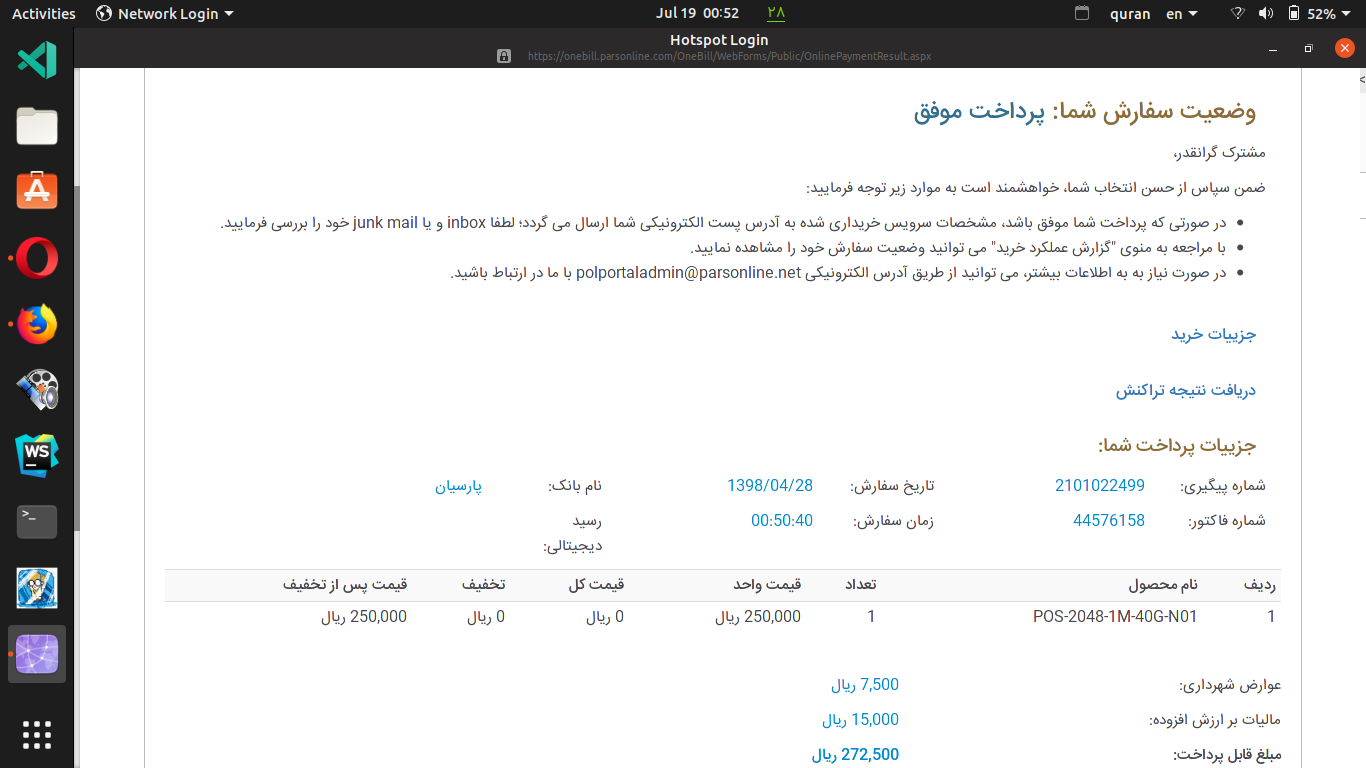 Activities Network Login Jul 19 00:52 ۲۸ quran en 52%
Hotspot Login
https://onebill.parsonline.com/OneBill/WebForms/Public/OnlinePaymentResult.aspx
وضعیت سفارش شما: پرداخت موفق
مشترک گرانقدر،
ضمن سپاس از حسن انتخاب شما، خواهشمند است به موارد زیر توجه فرمایید:
در صورتی که پرداخت شما موفق باشد، مشخصات سرویس خریداری شده به آدرس پست الکترونیکی شما ارسال می گردد؛ لطفا inbox و یا junk mail خود را بررسی فرمایید.
با مراجعه به منوی "گزارش عملکرد خرید" می توانید وضعیت سفارش خود را مشاهده نمایید.
در صورت نیاز به به اطلاعات بیشتر، می توانید از طریق آدرس الکترونیکی polportaladmin@parsonline.net با ما در ارتباط باشید.
جزییات خرید
دریافت نتیجه تراکنش
جزییات پرداخت شما:
شماره پیگیری: 2101022499 تاریخ سفارش: 1398/04/28 نام بانک: پارسیان
شماره فاکتور: 44576158 زمان سفارش: 00:50:40 رسید
دیجیتالی:
ردیف نام محصول تعداد قیمت واحد قیمت کل تخفیف قیمت پس از تخفیف
1 POS-2048-1M-40G-N01 1 250,000 ریال 0 ریال 0 ریال 250,000 ریال
عوارض شهرداری: 7,500 ریال
مالیات بر ارزش افزوده: 15,000 ریال
مبلغ قابل پرداخت: 272,500 ریال
WS